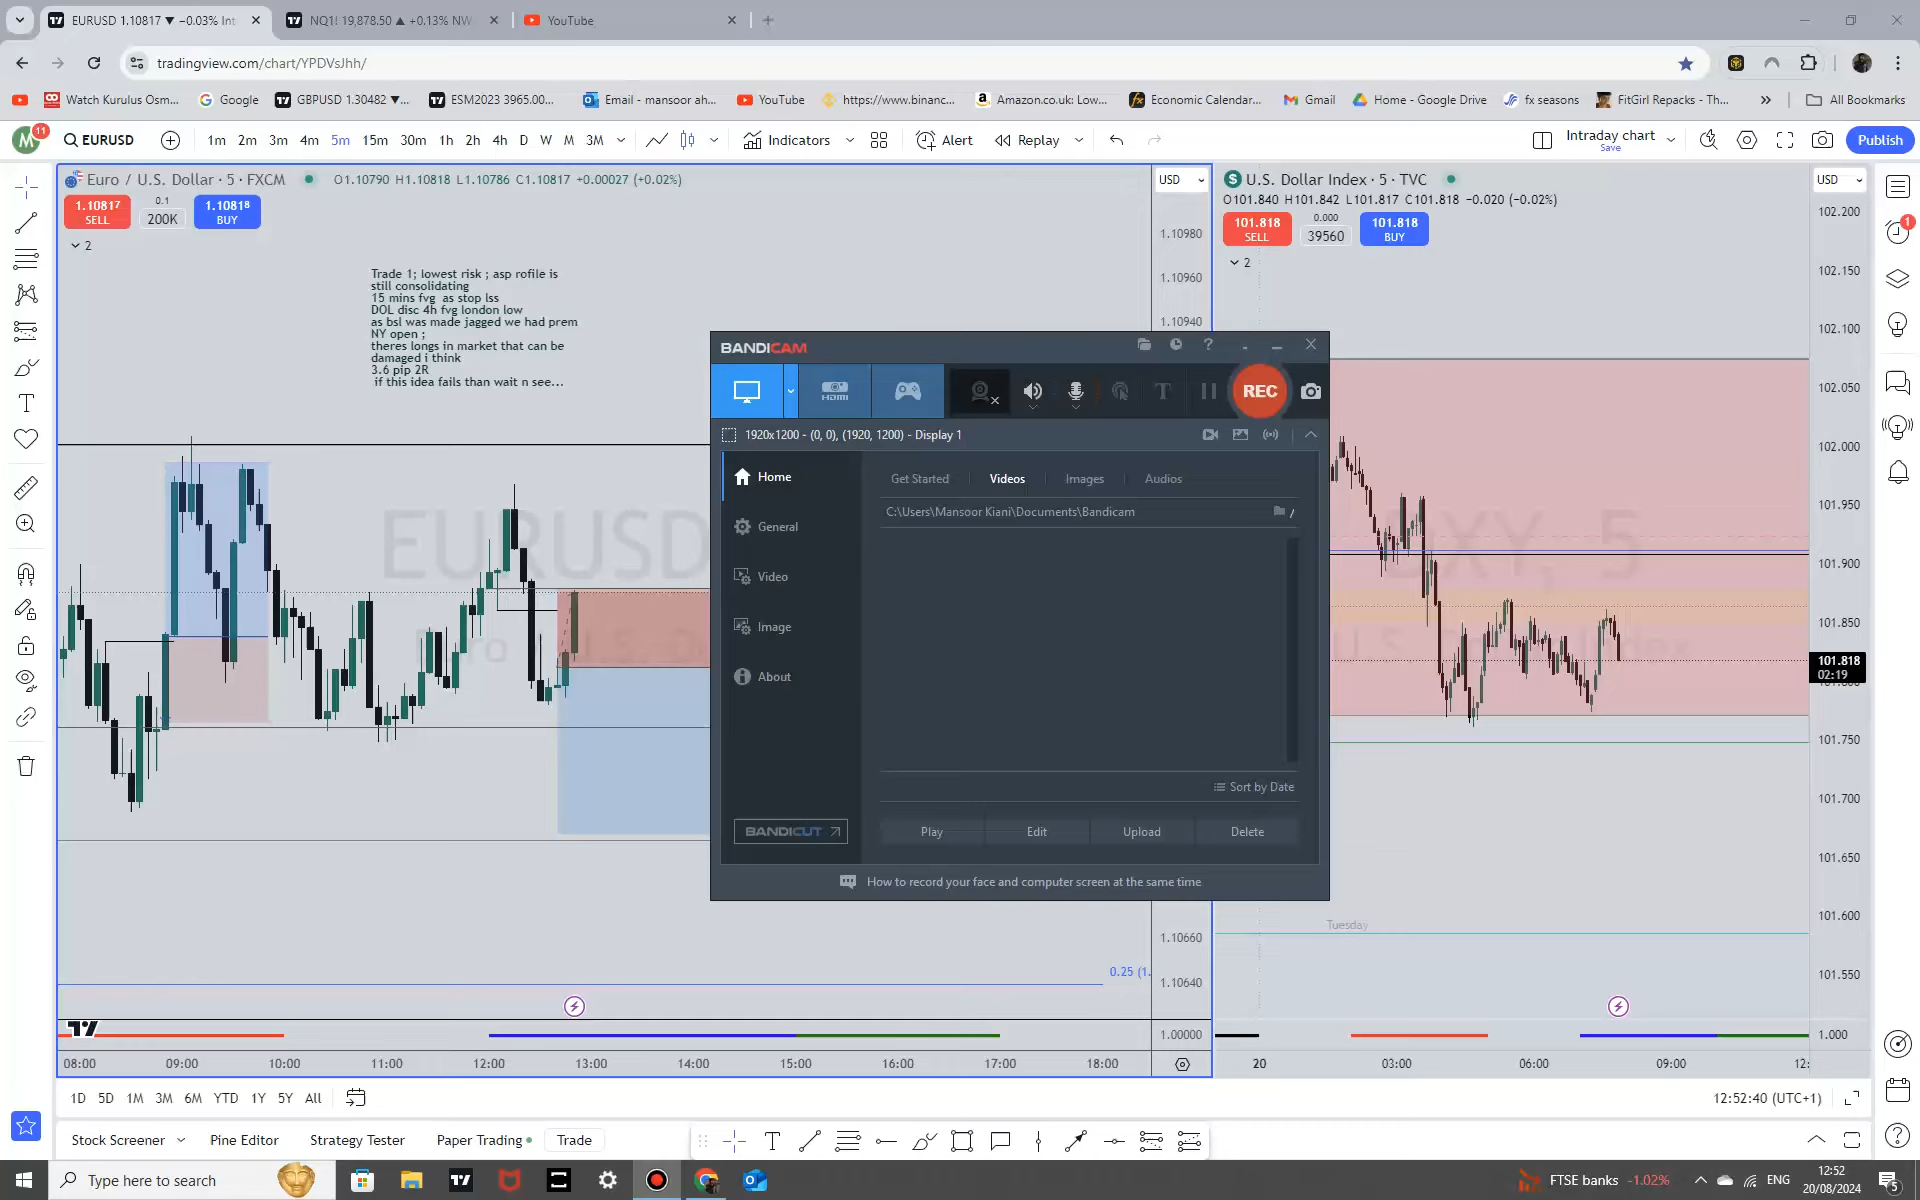 EURUSD 1.10817 ▼ −0.03% Int
NQ1! 19,878.50 ▲ +0.13% NW
YouTube
tradingview.com/chart/YPDVsJhh/
Watch Kurulus Osm...
Google
GBPUSD 1.30482 ▼...
ESM2023 3965.00...
Email - mansoor ah...
YouTube
https://www.binanc...
Amazon.co.uk: Low...
Economic Calendar...
Gmail
Home - Google Drive
fx seasons
FitGirl Repacks - Th...
All Bookmarks
M
11
EURUSD
1m 2m 3m 4m 5m 15m 30m 1h 2h 4h D W M 3M
Indicators
Alert
Replay
Intraday chart
Save
Publish
Euro / U.S. Dollar · 5 · FXCM
O1.10790 H1.10818 L1.10786 C1.10817 +0.00027 (+0.02%)
1.10817
SELL
0.1
200K
1.10818
BUY
2
USD
U.S. Dollar Index · 5 · TVC
O101.840 H101.842 L101.817 C101.818 −0.020 (−0.02%)
101.818
SELL
0.000
39560
101.818
BUY
2
USD
Trade 1; lowest risk ; asp rofile is
still consolidating
15 mins fvg as stop lss
DOL disc 4h fvg london low
as bsl was made jagged we had prem
NY open ;
theres longs in market that can be
damaged i think
3.6 pip 2R
if this idea fails than wait n see...
1.10980
1.10960
1.10940
1.10660
1.10640
1.00000
0.25 (1.
EURUSD
BANDICAM
HDMI
REC
1920x1200 - (0, 0), (1920, 1200) - Display 1
Home
General
Video
Image
About
BANDICUT
Get Started
Videos
Images
Audios
C:\Users\Mansoor Kiani\Documents\Bandicam
Sort by Date
Play
Edit
Upload
Delete
How to record your face and computer screen at the same time
102.200
102.150
102.100
102.050
102.000
101.950
101.900
101.850
101.818
02:19
101.750
101.700
101.650
101.600
101.550
1.000
Tuesday
08:00 09:00 10:00 11:00 12:00 13:00 14:00 15:00 16:00 17:00 18:00
20 03:00 06:00 09:00 12:
1D 5D 1M 3M 6M YTD 1Y 5Y All
12:52:40 (UTC+1)
Stock Screener
Pine Editor
Strategy Tester
Paper Trading
Trade
Type here to search
FTSE banks -1.02%
ENG
12:52
20/08/2024
5